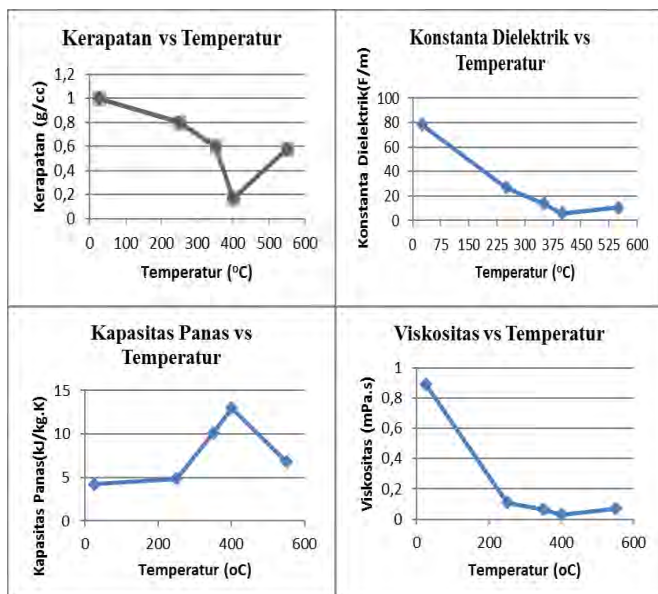 Kerapatan vs Temperatur
Kerapatan (g/cc)
1,2
1
0,8
0,6
0,4
0,2
0
0 100 200 300 400 500 600
Temperatur (ºC)
Konstanta Dielektrik vs
Temperatur
Konstanta Dielektrik(F/m)
100
80
60
40
20
0
0 75 150 225 300 375 450 525 600
Temperatur (ºC)
Kapasitas Panas vs
Temperatur
Kapasitas Panas(kJ/kg.K)
15
10
5
0
0 200 400 600
Temperatur (oC)
Viskositas vs Temperatur
Viskositas (mPa.s)
1
0,8
0,6
0,4
0,2
0
0 200 400 600
Temperatur (oC)